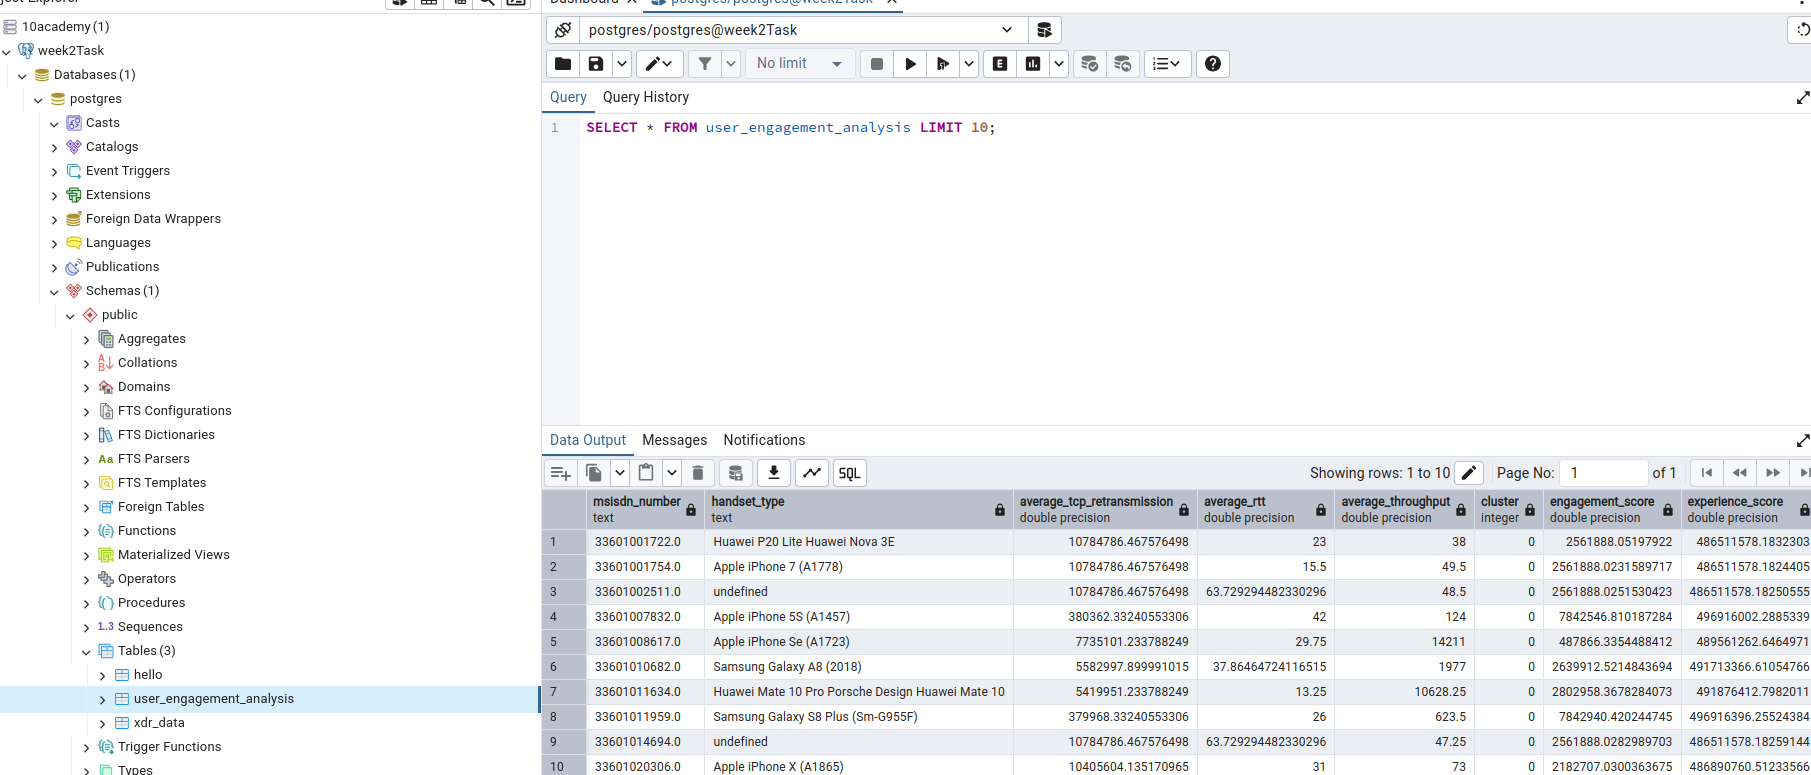 10academy (1)
week2Task
Databases (1)
postgres
Casts
Catalogs
Event Triggers
Extensions
Foreign Data Wrappers
Languages
Publications
Schemas (1)
public
Aggregates
Collations
Domains
FTS Configurations
FTS Dictionaries
Aa FTS Parsers
FTS Templates
Foreign Tables
Functions
Materialized Views
Operators
Procedures
1..3 Sequences
Tables (3)
hello
user_engagement_analysis
xdr_data
Trigger Functions
Types
postgres/postgres@week2Task
No limit
E
Query Query History
1 SELECT * FROM user_engagement_analysis LIMIT 10;
Data Output Messages Notifications
SQL Showing rows: 1 to 10 Page No: 1 of 1
msisdn_number handset_type average_tcp_retransmission average_rtt average_throughput cluster engagement_score experience_score
text text double precision double precision double precision integer double precision double precision
1 33601001722.0 Huawei P20 Lite Huawei Nova 3E 10784786.467576498 23 38 0 2561888.05197922 486511578.1832303
2 33601001754.0 Apple iPhone 7 (A1778) 10784786.467576498 15.5 49.5 0 2561888.0231589717 486511578.1824405
3 33601002511.0 undefined 10784786.467576498 63.729294482330296 48.5 0 2561888.0251530423 486511578.18250555
4 33601007832.0 Apple iPhone 5S (A1457) 380362.33240553306 42 124 0 7842546.810187284 496916002.2885339
5 33601008617.0 Apple iPhone Se (A1723) 7735101.233788249 29.75 14211 0 487866.3354488412 489561262.6464971
6 33601010682.0 Samsung Galaxy A8 (2018) 5582997.899991015 37.86464724116515 1977 0 2639912.5214843694 491713366.61054766
7 33601011634.0 Huawei Mate 10 Pro Porsche Design Huawei Mate 10 5419951.233788249 13.25 10628.25 0 2802958.3678284073 491876412.7982011
8 33601011959.0 Samsung Galaxy S8 Plus (Sm-G955F) 379968.33240553306 26 623.5 0 7842940.420244745 496916396.25524384
9 33601014694.0 undefined 10784786.467576498 63.729294482330296 47.25 0 2561888.0282989703 486511578.18259144
10 33601020306.0 Apple iPhone X (A1865) 10405604.135170965 31 73 0 2182707.0300363675 486890760.51233566